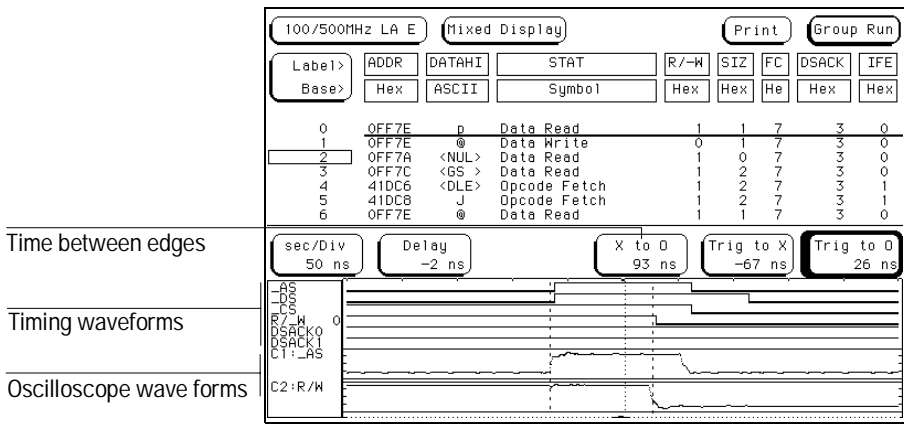 100/500MHz LA E Mixed Display Print Group Run
Label> ADDR DATAHI STAT R/-W SIZ FC DSACK IFE
Base> Hex ASCII Symbol Hex Hex He Hex Hex
0 0FF7E p Data Read 1 1 7 3 0
1 0FF7E @ Data Write 0 1 7 3 0
2 0FF7A <NUL> Data Read 1 0 7 3 0
3 0FF7C <GS > Data Read 1 2 7 3 0
4 41DC6 <DLE> Opcode Fetch 1 2 7 3 1
5 41DC8 J Opcode Fetch 1 2 7 3 1
6 0FF7E @ Data Read 1 1 7 3 0
Time between edges
sec/Div Delay X to O Trig to X Trig to O
50 ns -2 ns 93 ns -67 ns 26 ns
_AS
_DS
_CS
Timing waveforms
R/_W 0
DSACK0
DSACK1
C1:_AS
Oscilloscope wave forms
C2:R/W